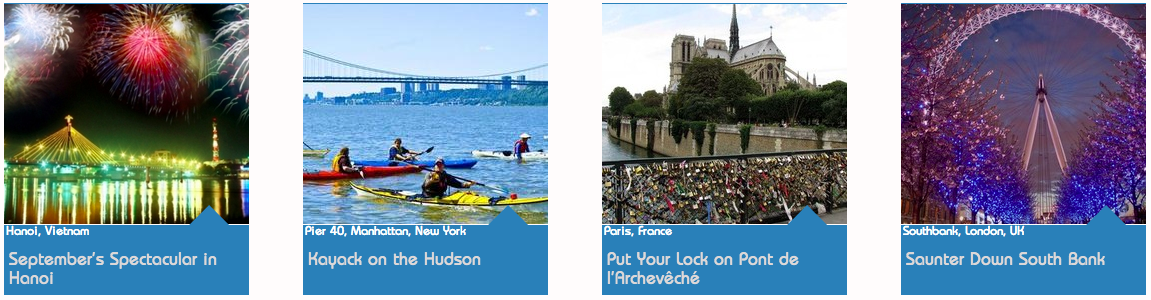 Hanoi, Vietnam
September's Spectacular in
Hanoi
Pier 40, Manhattan, New York
Kayack on the Hudson
Paris, France
Put Your Lock on Pont de
l'Archevêché
Southbank, London, UK
Saunter Down South Bank